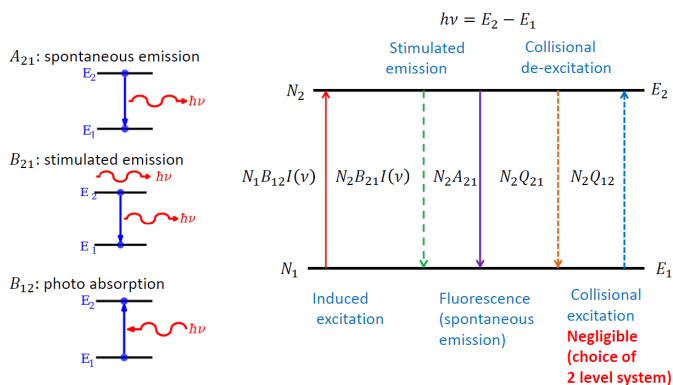 hν = E₂ − E₁
A₂₁: spontaneous emission
E₂
ħν
E₁
B₂₁: stimulated emission
ħν
E₂
ħν
E₁
B₁₂: photo absorption
E₂
ħν
E₁
Stimulated
emission
Collisional
de-excitation
N₂
E₂
N₁B₁₂I(ν)
N₂B₂₁I(ν)
N₂A₂₁
N₂Q₂₁
N₂Q₁₂
N₁
E₁
Induced
excitation
Fluorescence
(spontaneous
emission)
Collisional
excitation
Negligible
(choice of
2 level system)